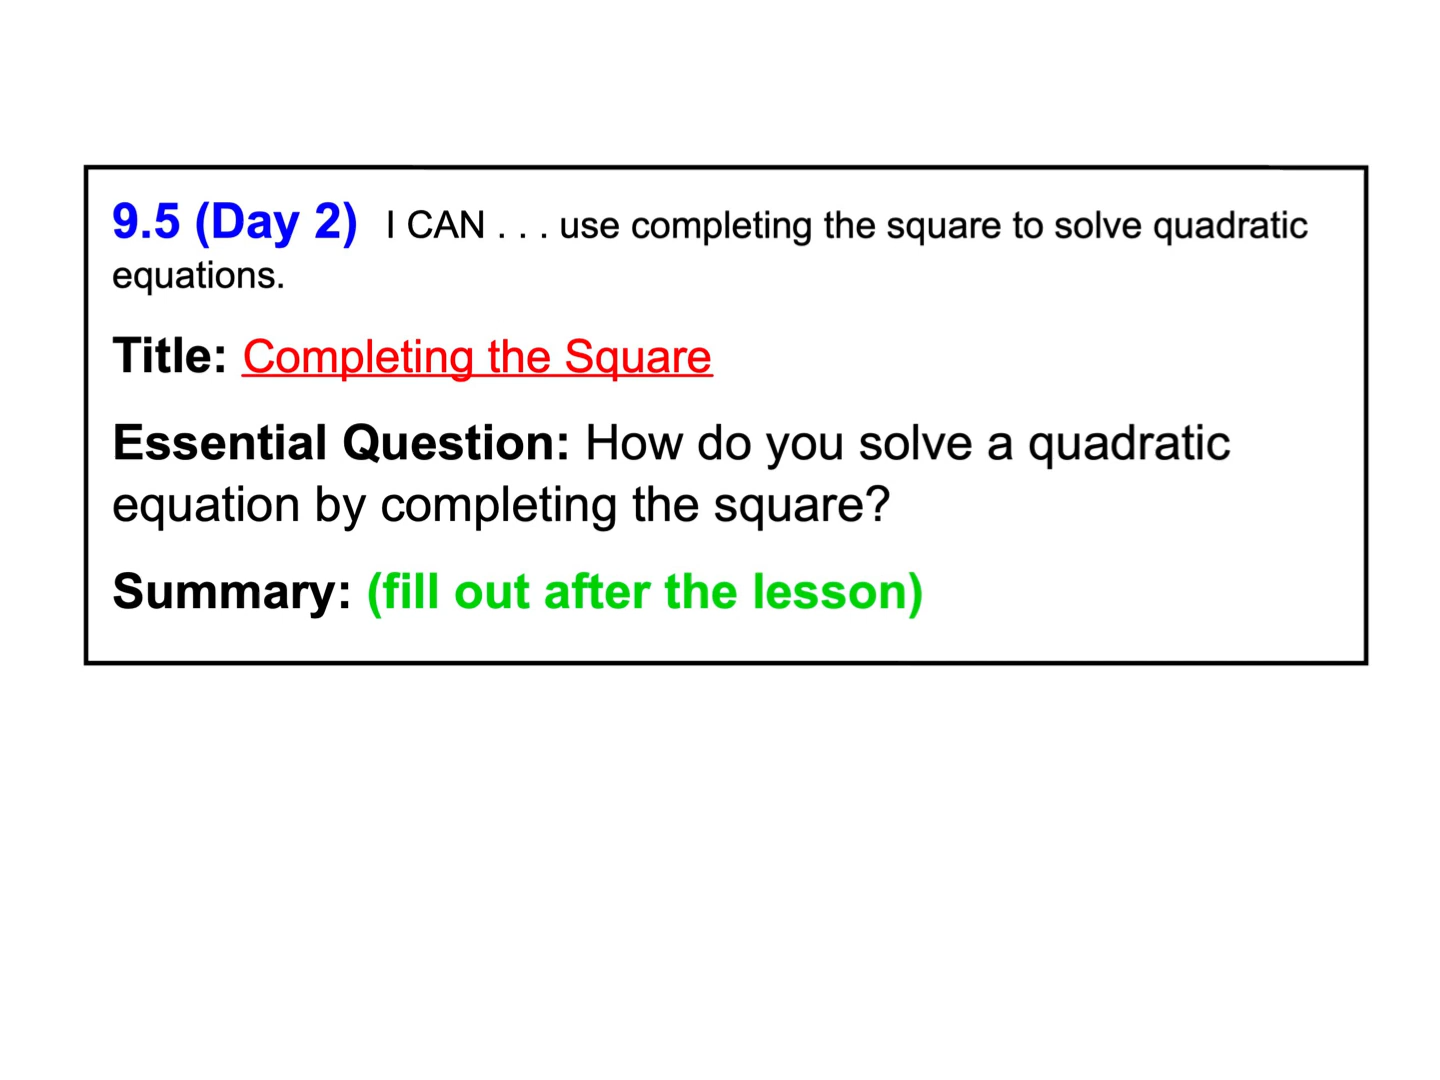 9.5 (Day 2) I CAN . . . use completing the square to solve quadratic
equations.
Title: Completing the Square
Essential Question: How do you solve a quadratic
equation by completing the square?
Summary: (fill out after the lesson)